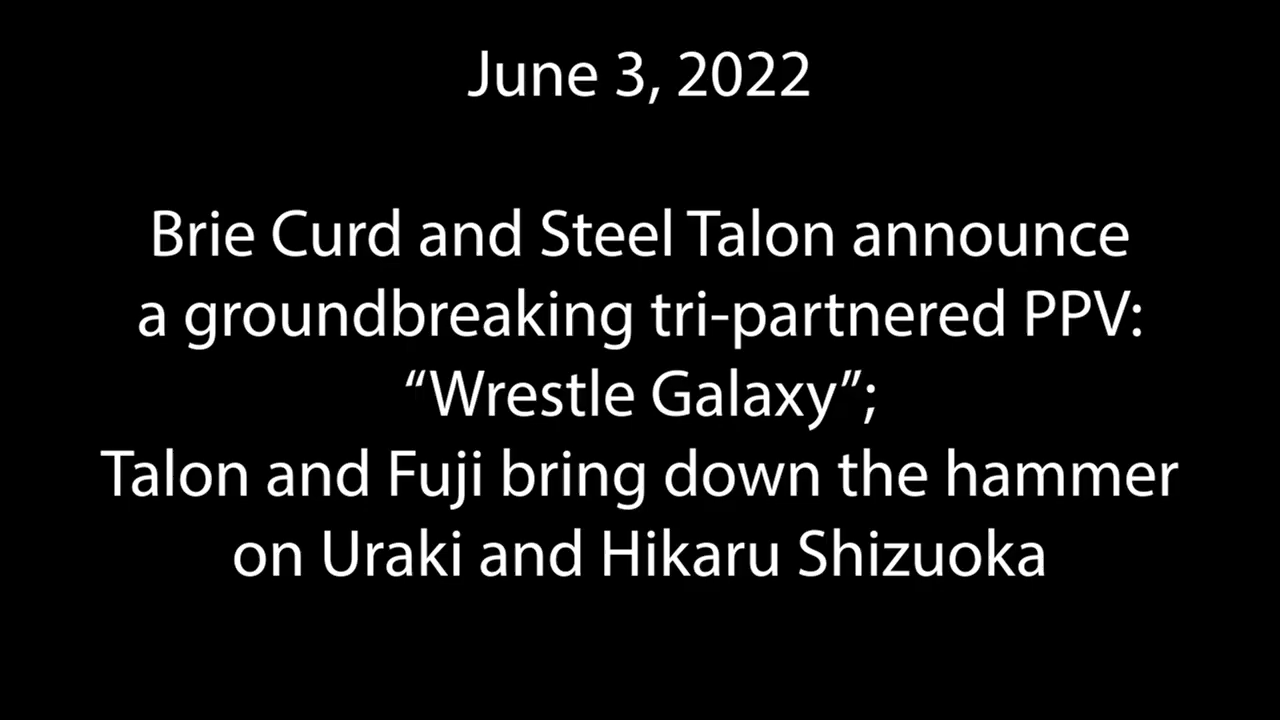 June 3, 2022
Brie Curd and Steel Talon announce
a groundbreaking tri-partnered PPV:
“Wrestle Galaxy”;
Talon and Fuji bring down the hammer
on Uraki and Hikaru Shizuoka